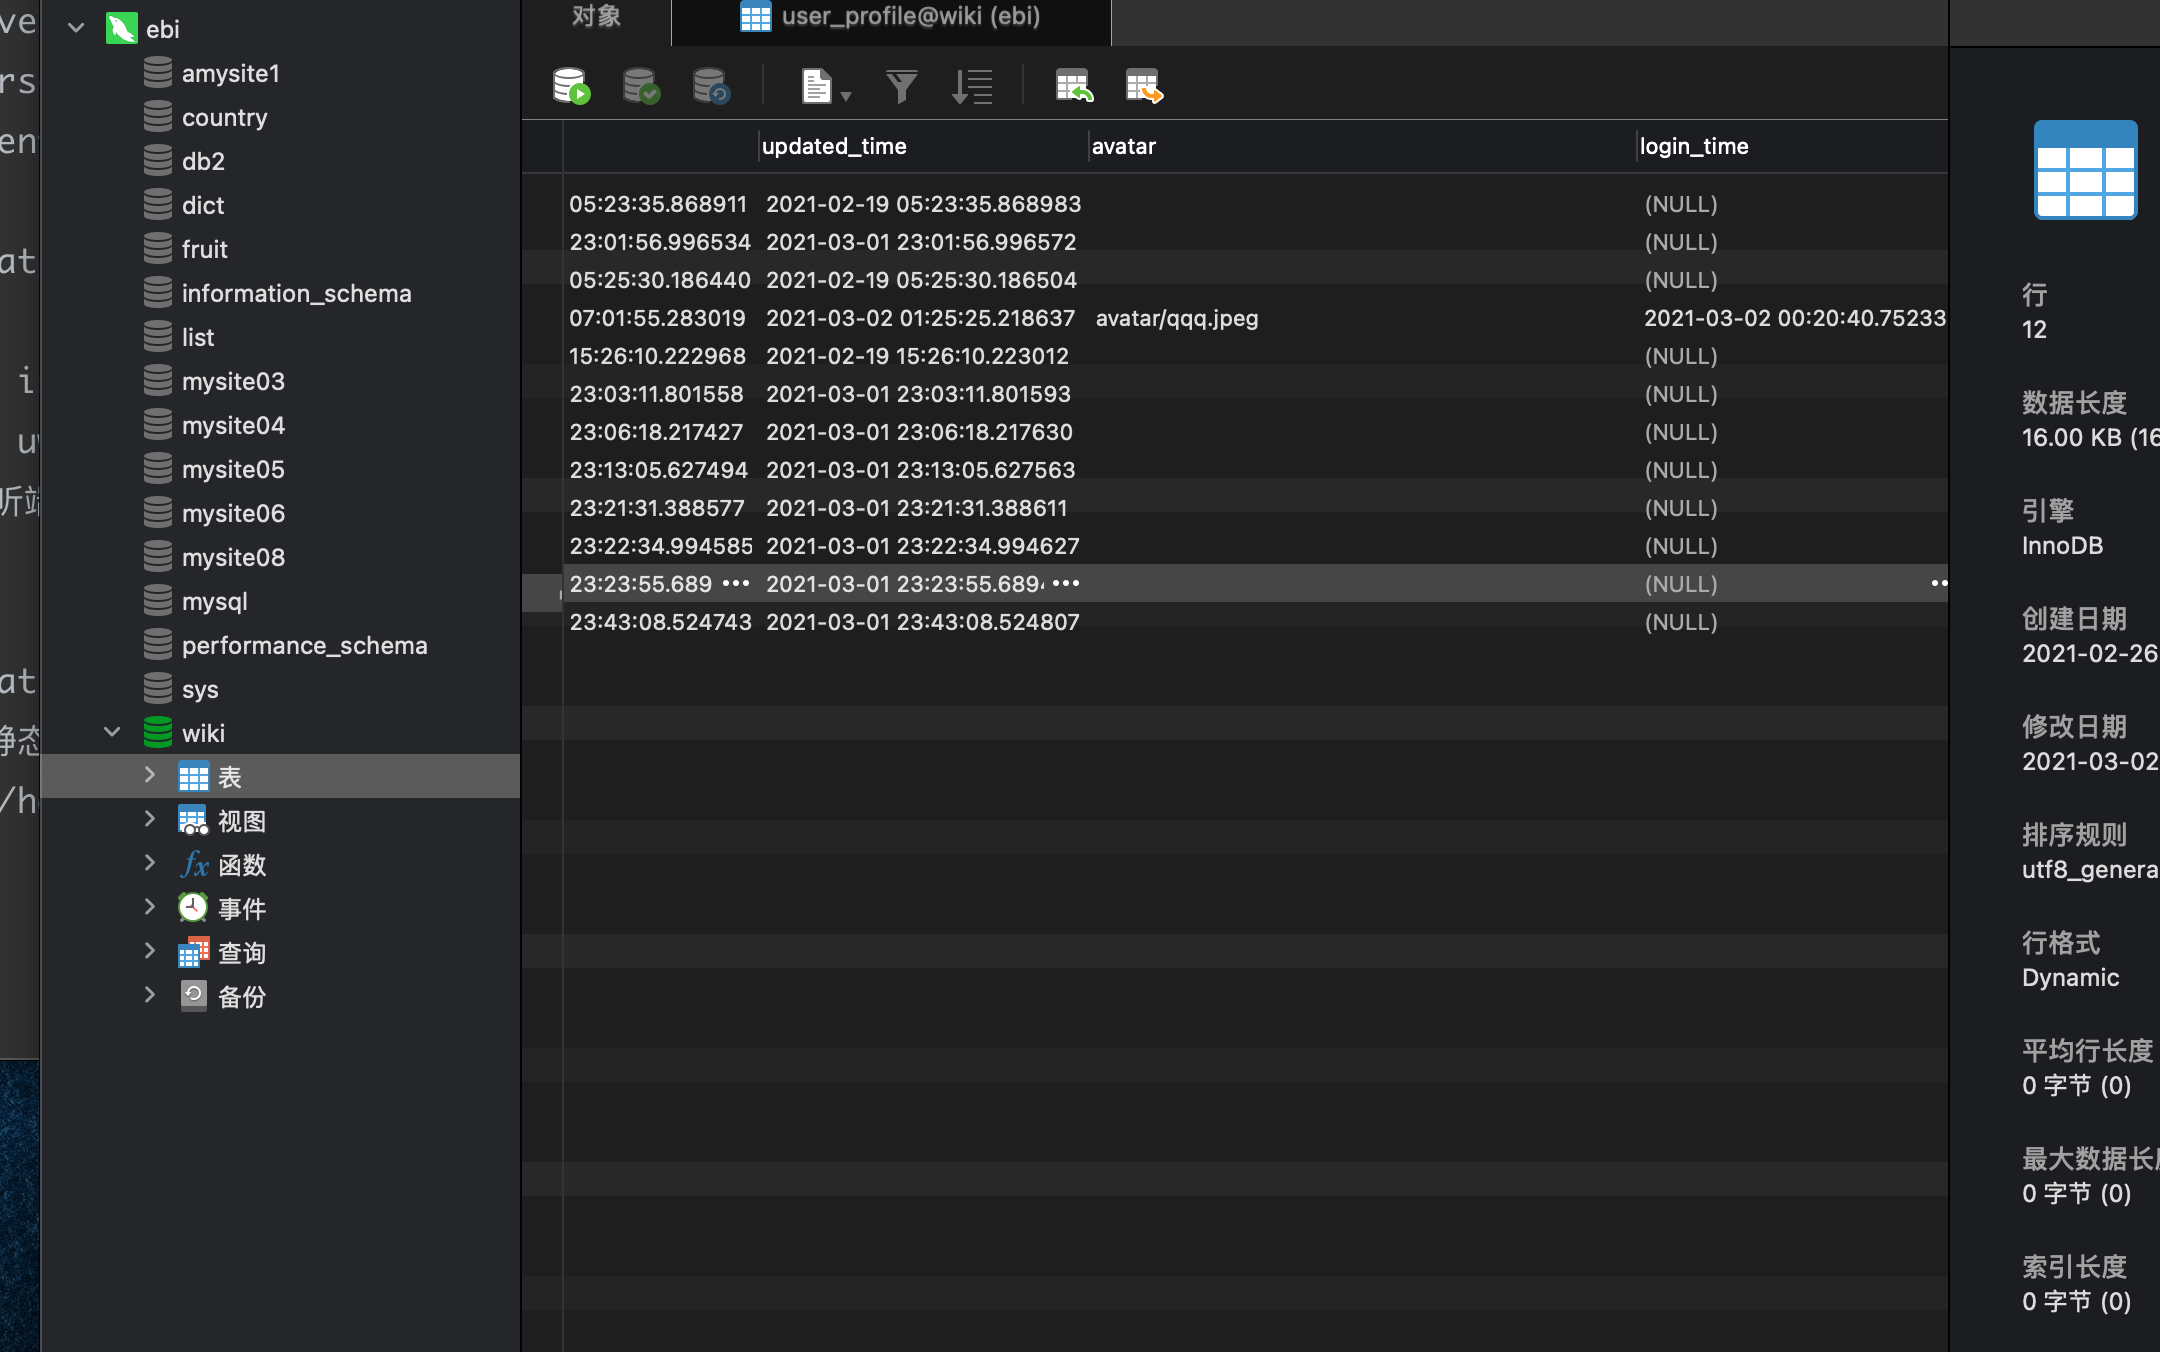 ebi
amysite1
country
db2
dict
fruit
information_schema
list
mysite03
mysite04
mysite05
mysite06
mysite08
mysql
performance_schema
sys
wiki
表
视图
fx 函数
事件
查询
备份
对象
user_profile@wiki (ebi)
updated_time avatar login_time
05:23:35.868911 2021-02-19 05:23:35.868983 (NULL)
23:01:56.996534 2021-03-01 23:01:56.996572 (NULL)
05:25:30.186440 2021-02-19 05:25:30.186504 (NULL)
07:01:55.283019 2021-03-02 01:25:25.218637 avatar/qqq.jpeg 2021-03-02 00:20:40.75233
15:26:10.222968 2021-02-19 15:26:10.223012 (NULL)
23:03:11.801558 2021-03-01 23:03:11.801593 (NULL)
23:06:18.217427 2021-03-01 23:06:18.217630 (NULL)
23:13:05.627494 2021-03-01 23:13:05.627563 (NULL)
23:21:31.388577 2021-03-01 23:21:31.388611 (NULL)
23:22:34.994585 2021-03-01 23:22:34.994627 (NULL)
23:23:55.689 ••• 2021-03-01 23:23:55.689 ••• (NULL) ••
23:43:08.524743 2021-03-01 23:43:08.524807 (NULL)
行
12
数据长度
16.00 KB (16
引擎
InnoDB
创建日期
2021-02-26
修改日期
2021-03-02
排序规则
utf8_genera
行格式
Dynamic
平均行长度
0 字节 (0)
最大数据长
0 字节 (0)
索引长度
0 字节 (0)